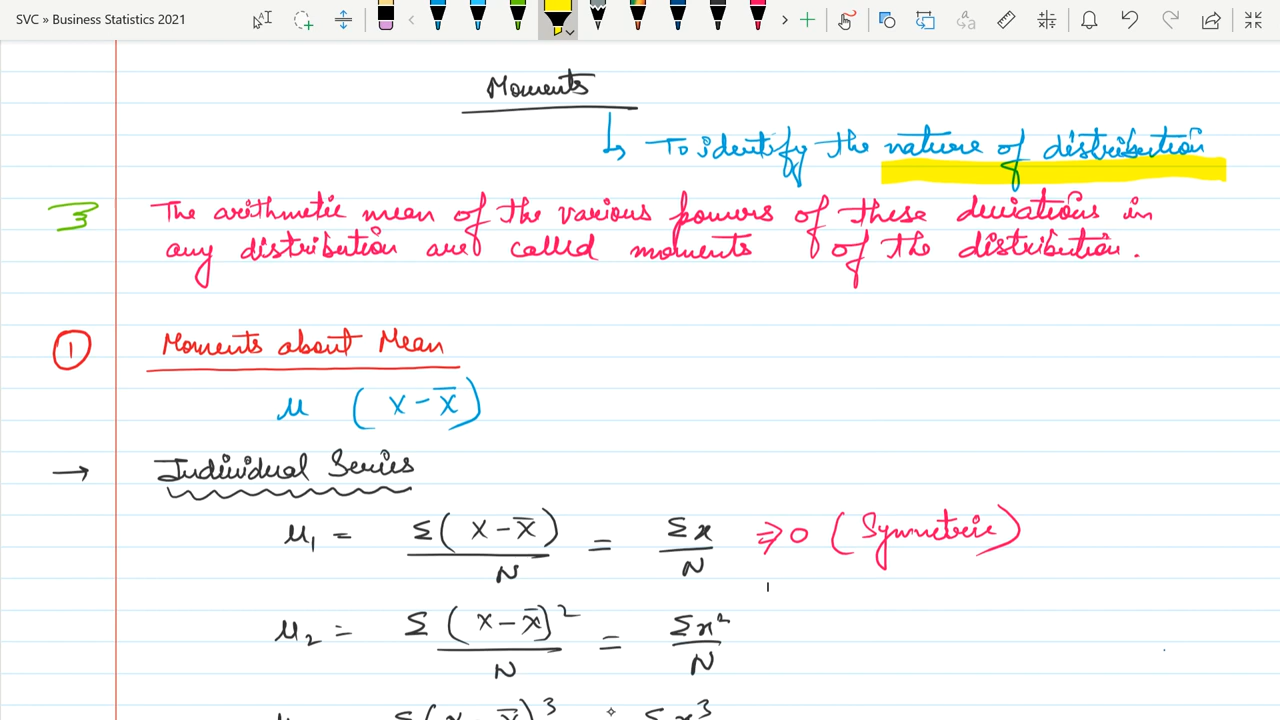 SVC » Business Statistics 2021
Moments
↳ To identify the nature of distribution
The arithmetic mean of the various powers of these deviations in
any distribution are called moments of the distribution.
① Moments about Mean
μ (X - X̅)
→ Individual Series
μ₁ = Σ(X - X̅) / N = Σx / N ⇒ 0 (Symmetric)
μ₂ = Σ(X - X̅)² / N = Σx² / N
Σ(X - X̅)³ Σx³